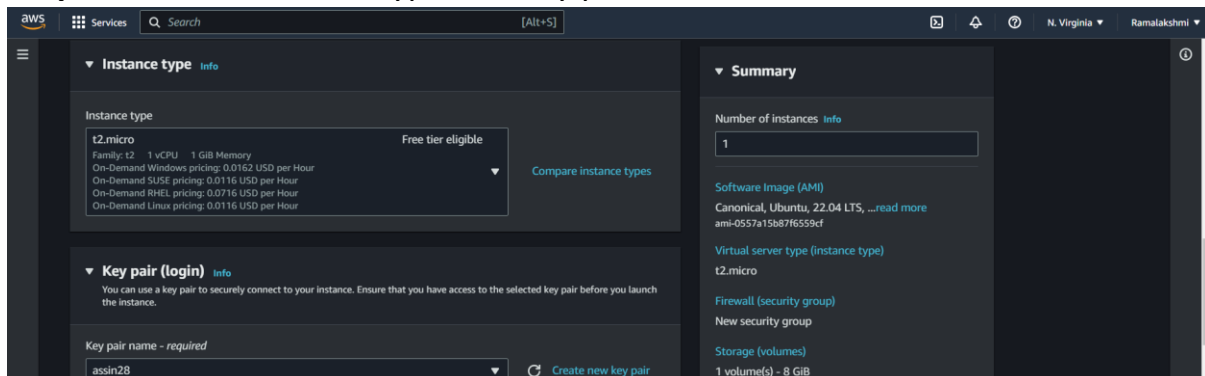 aws
Services
Search
[Alt+S]
N. Virginia
Ramalakshmi
Instance type Info
Instance type
t2.micro
Free tier eligible
Family: t2 1 vCPU 1 GiB Memory
On-Demand Windows pricing: 0.0162 USD per Hour
On-Demand SUSE pricing: 0.0116 USD per Hour
On-Demand RHEL pricing: 0.0716 USD per Hour
On-Demand Linux pricing: 0.0116 USD per Hour
Compare instance types
Key pair (login) Info
You can use a key pair to securely connect to your instance. Ensure that you have access to the selected key pair before you launch
the instance.
Key pair name - required
assin28
Create new key pair
Summary
Number of instances Info
1
Software Image (AMI)
Canonical, Ubuntu, 22.04 LTS, ...read more
ami-0557a15b87f6559cf
Virtual server type (instance type)
t2.micro
Firewall (security group)
New security group
Storage (volumes)
1 volume(s) - 8 GiB